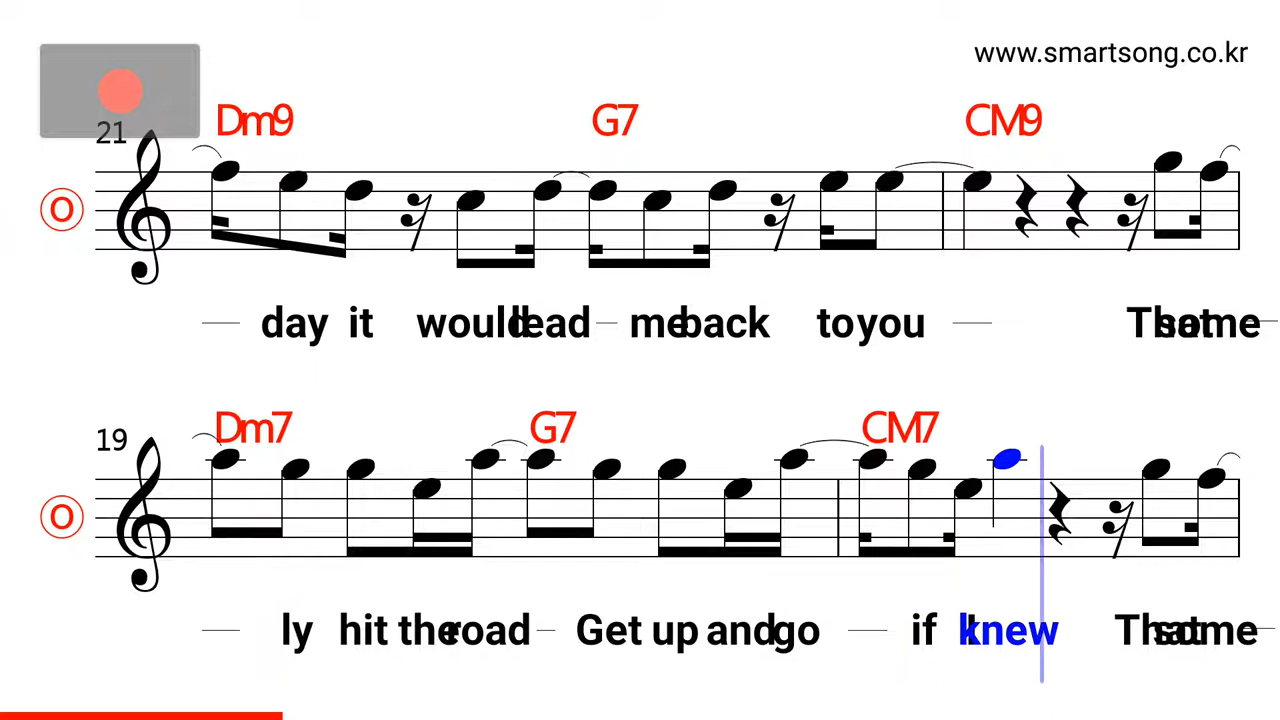 www.smartsong.co.kr
21 Dm9 G7 CM9
O
day it would lead me back to you That some
19 Dm7 G7 CM7
O
ly hit the road Get up and go if I knew That some